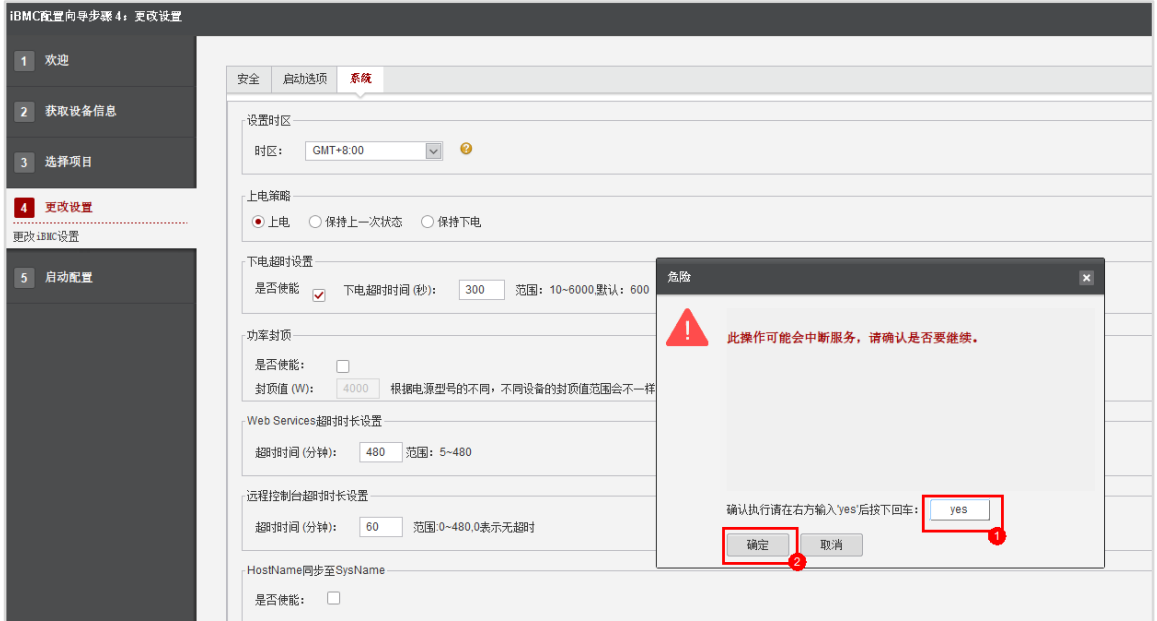 iBMC配置向导步骤 4：更改设置
1 欢迎
2 获取设备信息
3 选择项目
4 更改设置
更改iBMC设置
5 启动配置
安全 启动选项 系统
设置时区
时区： GMT+8:00
上电策略
上电 保持上一次状态 保持下电
下电超时设置
是否使能 下电超时时间 (秒)： 300 范围：10~6000,默认：600
功率封顶
是否使能：
封顶值 (W)： 4000 根据电源型号的不同，不同设备的封顶值范围会不一样
Web Services超时时长设置
超时时间 (分钟)： 480 范围：5~480
远程控制台超时时长设置
超时时间 (分钟)： 60 范围:0~480,0表示无超时
HostName同步至SysName
是否使能：
危险
此操作可能会中断服务，请确认是否要继续。
确认执行请在右方输入'yes'后按下回车： yes
1
确定 取消
2